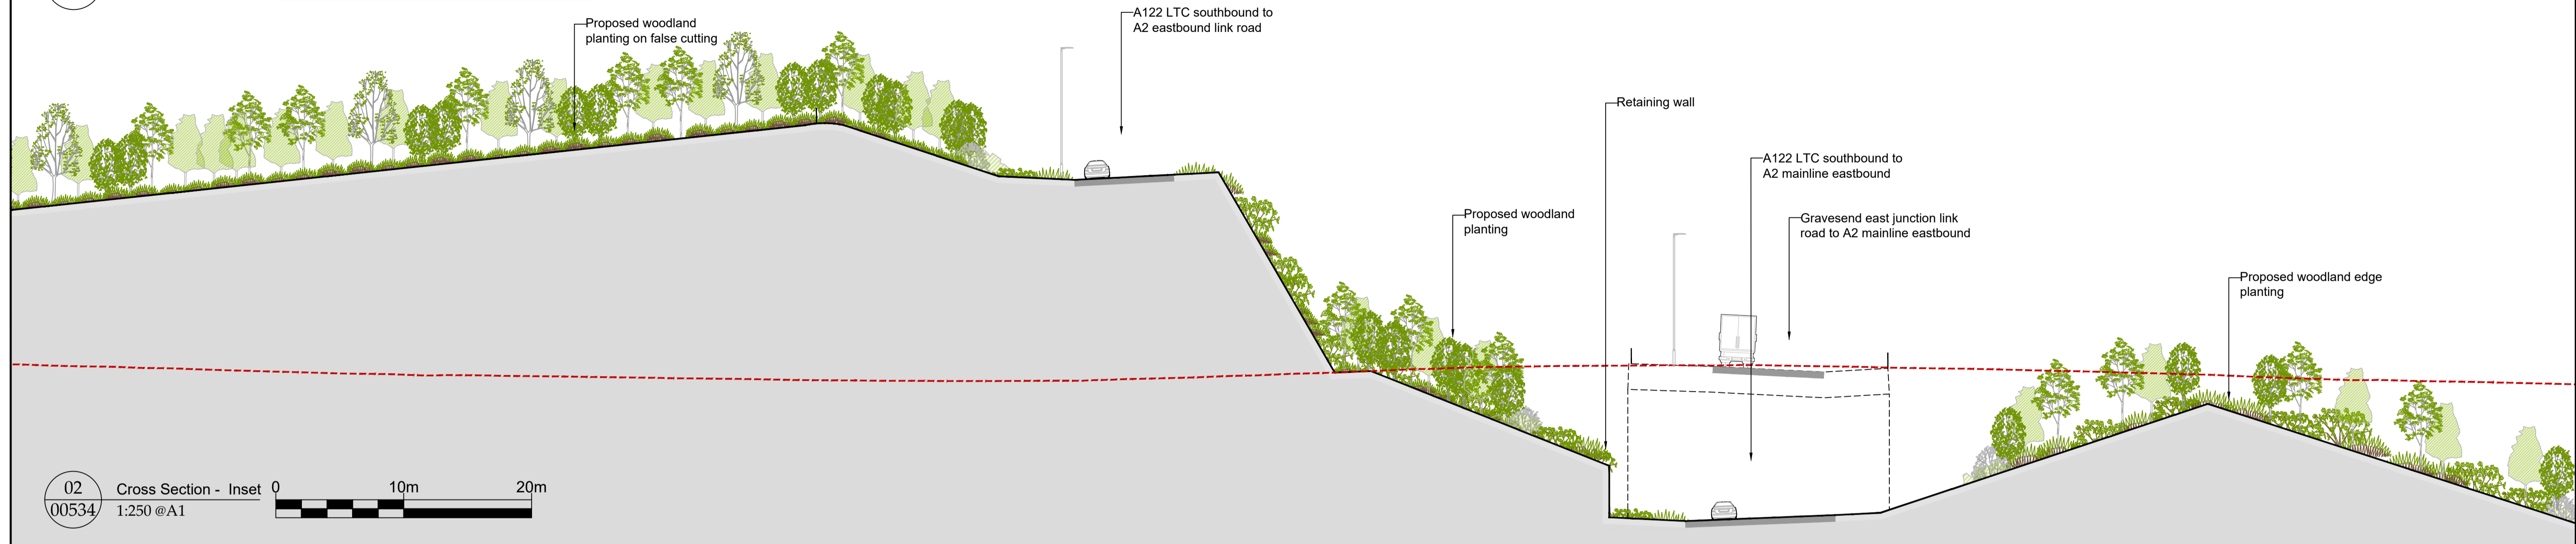 Proposed woodland
planting on false cutting
A122 LTC southbound to
A2 eastbound link road
Retaining wall
A122 LTC southbound to
A2 mainline eastbound
Proposed woodland
planting
Gravesend east junction link
road to A2 mainline eastbound
Proposed woodland edge
planting
02
00534
Cross Section - Inset
1:250 @A1
0 10m 20m